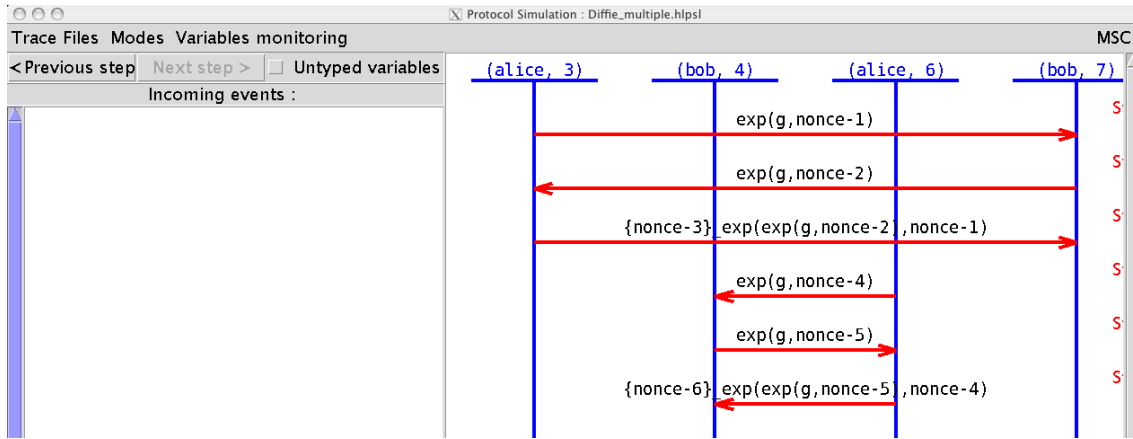 Protocol Simulation : Diffie_multiple.hlpsl
Trace Files Modes Variables monitoring MSC
<Previous step Next step > Untyped variables
Incoming events :
(alice, 3) (bob, 4) (alice, 6) (bob, 7)
exp(g,nonce-1)
exp(g,nonce-2)
{nonce-3}_exp(exp(g,nonce-2),nonce-1)
exp(g,nonce-4)
exp(g,nonce-5)
{nonce-6}_exp(exp(g,nonce-5),nonce-4)